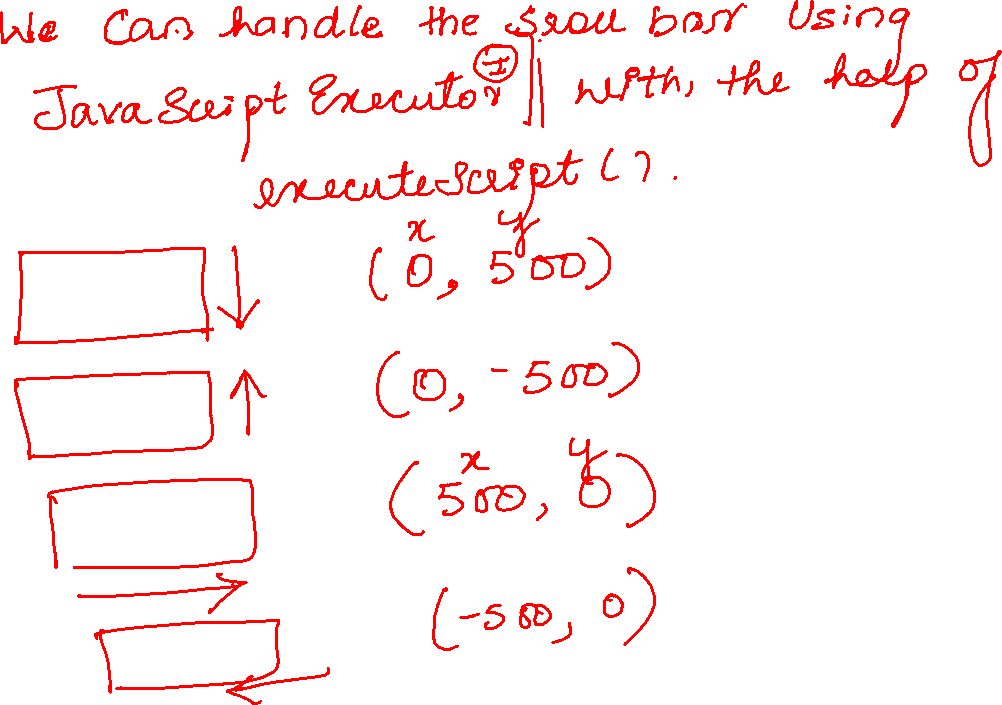 We Can handle the Scroll bar Using
JavaScript Executor (I) with, the help of
executeScript ( ).
x y
(0, 500)
(0, -500)
x y
(500, 0)
(-500, 0)